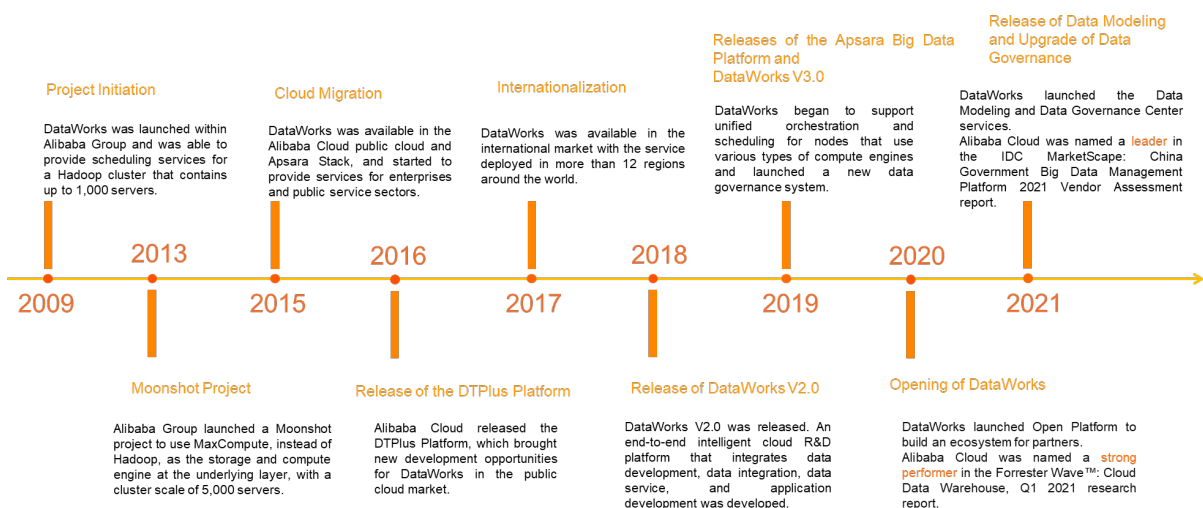 Project Initiation
DataWorks was launched within
Alibaba Group and was able to
provide scheduling services for
a Hadoop cluster that contains
up to 1,000 servers.
2009
2013
Moonshot Project
Alibaba Group launched a Moonshot
project to use MaxCompute, instead of
Hadoop, as the storage and compute
engine at the underlying layer, with a
cluster scale of 5,000 servers.
Cloud Migration
DataWorks was available in the
Alibaba Cloud public cloud and
Apsara Stack, and started to
provide services for enterprises
and public service sectors.
2015
2016
Release of the DTPlus Platform
Alibaba Cloud released the
DTPlus Platform, which brought
new development opportunities
for DataWorks in the public
cloud market.
Internationalization
DataWorks was available in the
international market with the service
deployed in more than 12 regions
around the world.
2017
2018
Release of DataWorks V2.0
DataWorks V2.0 was released. An
end-to-end intelligent cloud R&D
platform that integrates data
development, data integration, data
service, and application
development was developed.
Releases of the Apsara Big Data
Platform and
DataWorks V3.0
DataWorks began to support
unified orchestration and
scheduling for nodes that use
various types of compute engines
and launched a new data
governance system.
2019
2020
Opening of DataWorks
DataWorks launched Open Platform to
build an ecosystem for partners.
Alibaba Cloud was named a strong
performer in the Forrester Wave™: Cloud
Data Warehouse, Q1 2021 research
report.
Release of Data Modeling
and Upgrade of Data
Governance
DataWorks launched the Data
Modeling and Data Governance Center
services.
Alibaba Cloud was named a leader in
the IDC MarketScape: China
Government Big Data Management
Platform 2021 Vendor Assessment
report.
2021